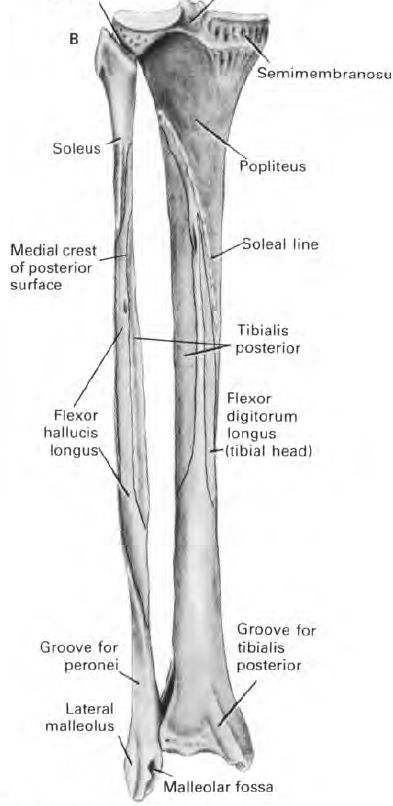 B
Semimembranosu
Soleus
Popliteus
Medial crest
of posterior
surface
Soleal line
Tibialis
posterior
Flexor
hallucis
longus
Flexor
digitorum
longus
(tibial head)
Groove for
peronei
Groove for
tibialis
posterior
Lateral
malleolus
Malleolar fossa